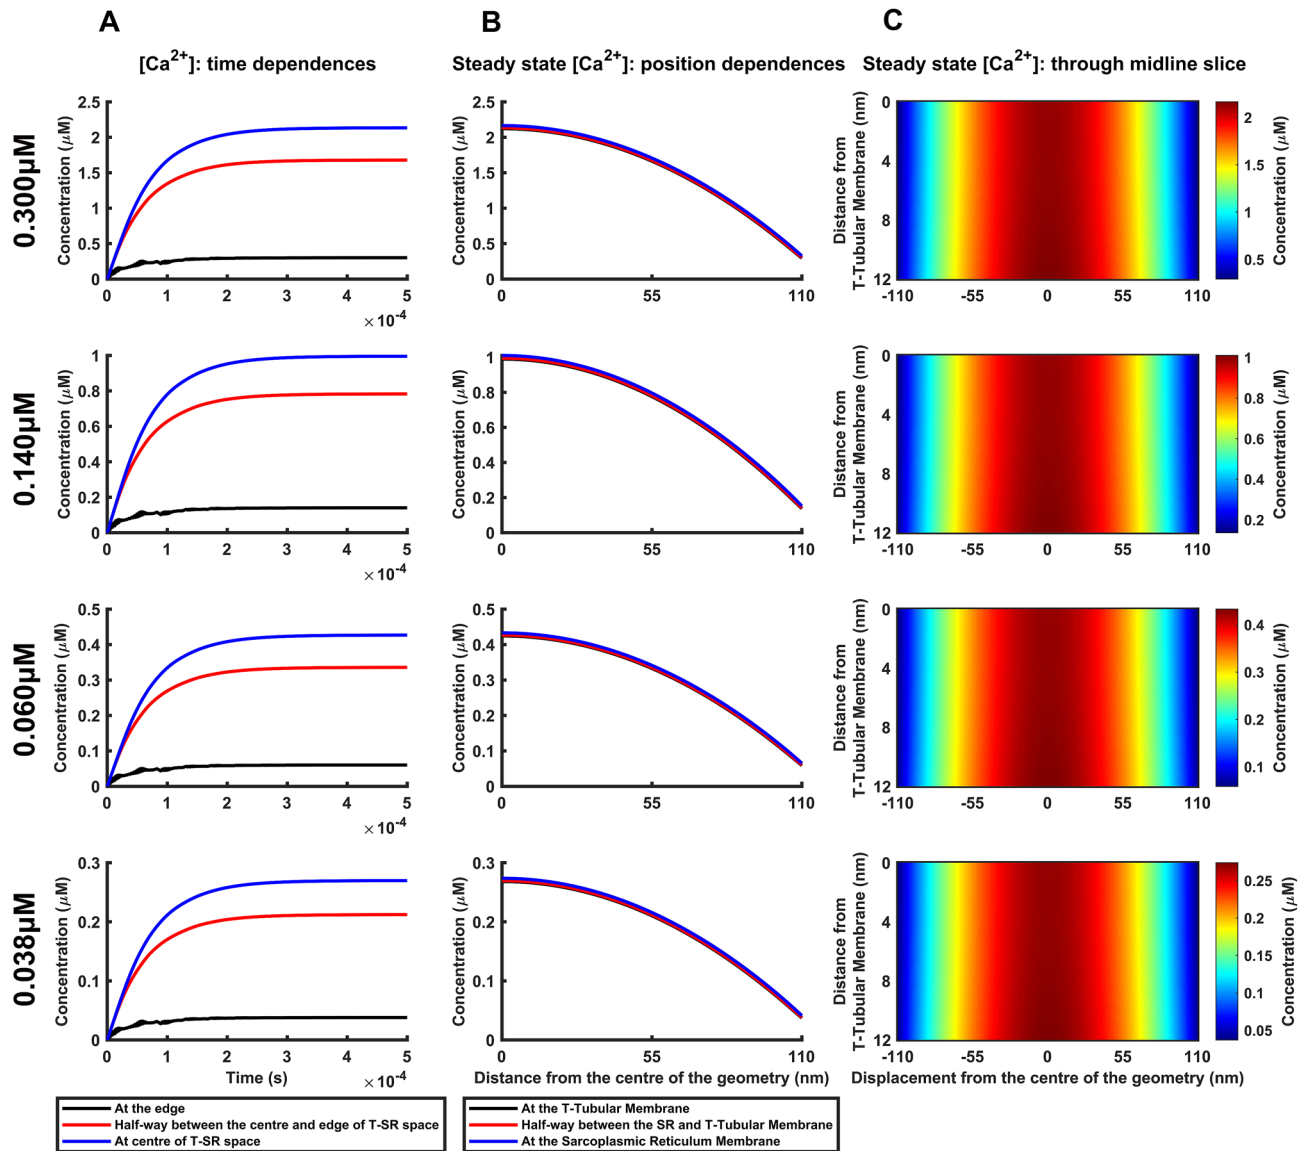 A
B
C
[Ca2+]: time dependences
Steady state [Ca2+]: position dependences
Steady state [Ca2+]: through midline slice
0.300μM
Concentration (μM)
2.5
2
1.5
1
0.5
0
0 1 2 3 4 5
×10-4
Concentration (μM)
2.5
2
1.5
1
0.5
0
0 55 110
Distance from
T-Tubular Membrane (nm)
0
4
8
12
-110 -55 0 55 110
2
1.5
1
0.5
Concentration (μM)
0.140μM
Concentration (μM)
1
0.8
0.6
0.4
0.2
0
0 1 2 3 4 5
×10-4
Concentration (μM)
1
0.8
0.6
0.4
0.2
0
0 55 110
Distance from
T-Tubular Membrane (nm)
0
4
8
12
-110 -55 0 55 110
1
0.8
0.6
0.4
0.2
Concentration (μM)
0.060μM
Concentration (μM)
0.5
0.4
0.3
0.2
0.1
0
0 1 2 3 4 5
×10-4
Concentration (μM)
0.5
0.4
0.3
0.2
0.1
0
0 55 110
Distance from
T-Tubular Membrane (nm)
0
4
8
12
-110 -55 0 55 110
0.4
0.3
0.2
0.1
Concentration (μM)
0.038μM
Concentration (μM)
0.3
0.2
0.1
0
0 1 2 3 4 5
Time (s)
×10-4
Concentration (μM)
0.3
0.2
0.1
0
0 55 110
Distance from the centre of the geometry (nm)
Distance from
T-Tubular Membrane (nm)
0
4
8
12
-110 -55 0 55 110
Displacement from the centre of the geometry (nm)
0.25
0.2
0.15
0.1
0.05
Concentration (μM)
At the edge
Half-way between the centre and edge of T-SR space
At centre of T-SR space
At the T-Tubular Membrane
Half-way between the SR and T-Tubular Membrane
At the Sarcoplasmic Reticulum Membrane